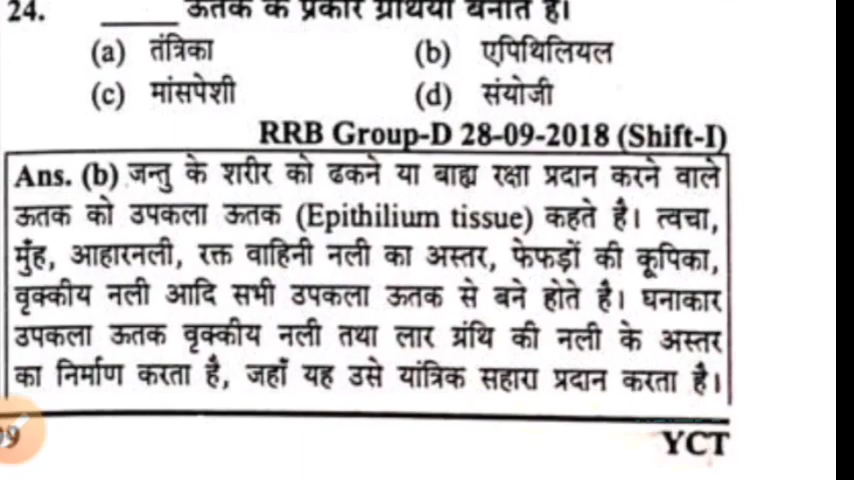 24. _____ ऊतक के प्रकार ग्रंथियाँ बनाते हैं।
(a) तंत्रिका (b) एपिथिलियल
(c) मांसपेशी (d) संयोजी
RRB Group-D 28-09-2018 (Shift-I)
Ans. (b) जन्तु के शरीर को ढकने या बाह्य रक्षा प्रदान करने वाले
ऊतक को उपकला ऊतक (Epithilium tissue) कहते है। त्वचा,
मुँह, आहारनली, रक्त वाहिनी नली का अस्तर, फेफड़ों की कूपिका,
वृक्कीय नली आदि सभी उपकला ऊतक से बने होते है। घनाकार
उपकला ऊतक वृक्कीय नली तथा लार ग्रंथि की नली के अस्तर
का निर्माण करता है, जहाँ यह उसे यांत्रिक सहारा प्रदान करता है।
YCT